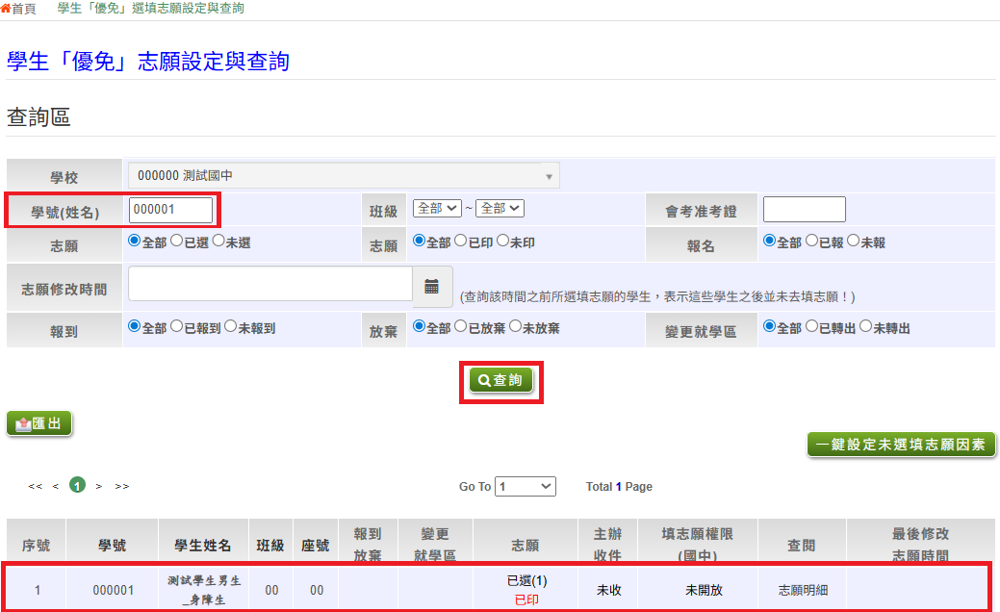 首頁 學生「優免」選填志願設定與查詢
學生「優免」志願設定與查詢
查詢區
學校 000000 測試國中
學號(姓名) 000001 班級 全部 ~ 全部 會考准考證
志願 全部 已選 未選 志願 全部 已印 未印 報名 全部 已報 未報
志願修改時間 (查詢該時間之前所選填志願的學生，表示這些學生之後並未去填志願！)
報到 全部 已報到 未報到 放棄 全部 已放棄 未放棄 變更就學區 全部 已轉出 未轉出
查詢
匯出
一鍵設定未選填志願因素
<< < 1 > >> Go To 1 Total 1 Page
序號 學號 學生姓名 班級 座號 報到 放棄 變更 就學區 志願 主辦 收件 填志願權限 (國中) 查閱 最後修改 志願時間
1 000001 測試學生男生 _身障生 00 00 已選(1) 已印 未收 未開放 志願明細